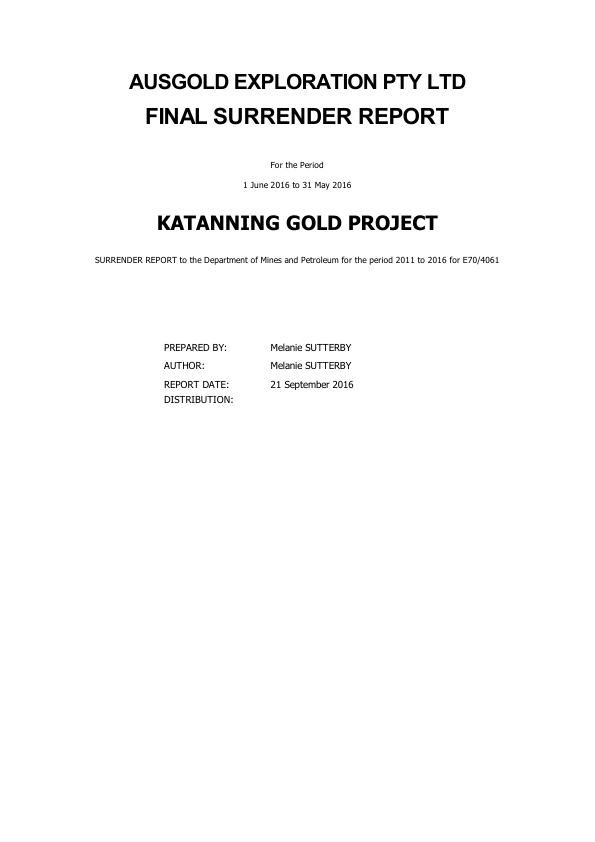 AUSGOLD EXPLORATION PTY LTD
FINAL SURRENDER REPORT
For the Period
1 June 2016 to 31 May 2016
KATANNING GOLD PROJECT
SURRENDER REPORT to the Department of Mines and Petroleum for the period 2011 to 2016 for E70/4061
PREPARED BY: Melanie SUTTERBY
AUTHOR: Melanie SUTTERBY
REPORT DATE: 21 September 2016
DISTRIBUTION: